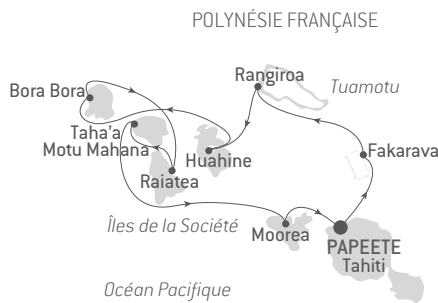 POLYNÉSIE FRANÇAISE
Rangiroa
Tuamotu
Bora Bora
Taha'a
Motu Mahana
Huahine
Fakarava
Raiatea
Îles de la Société
Moorea
PAPEETE
Tahiti
Océan Pacifique